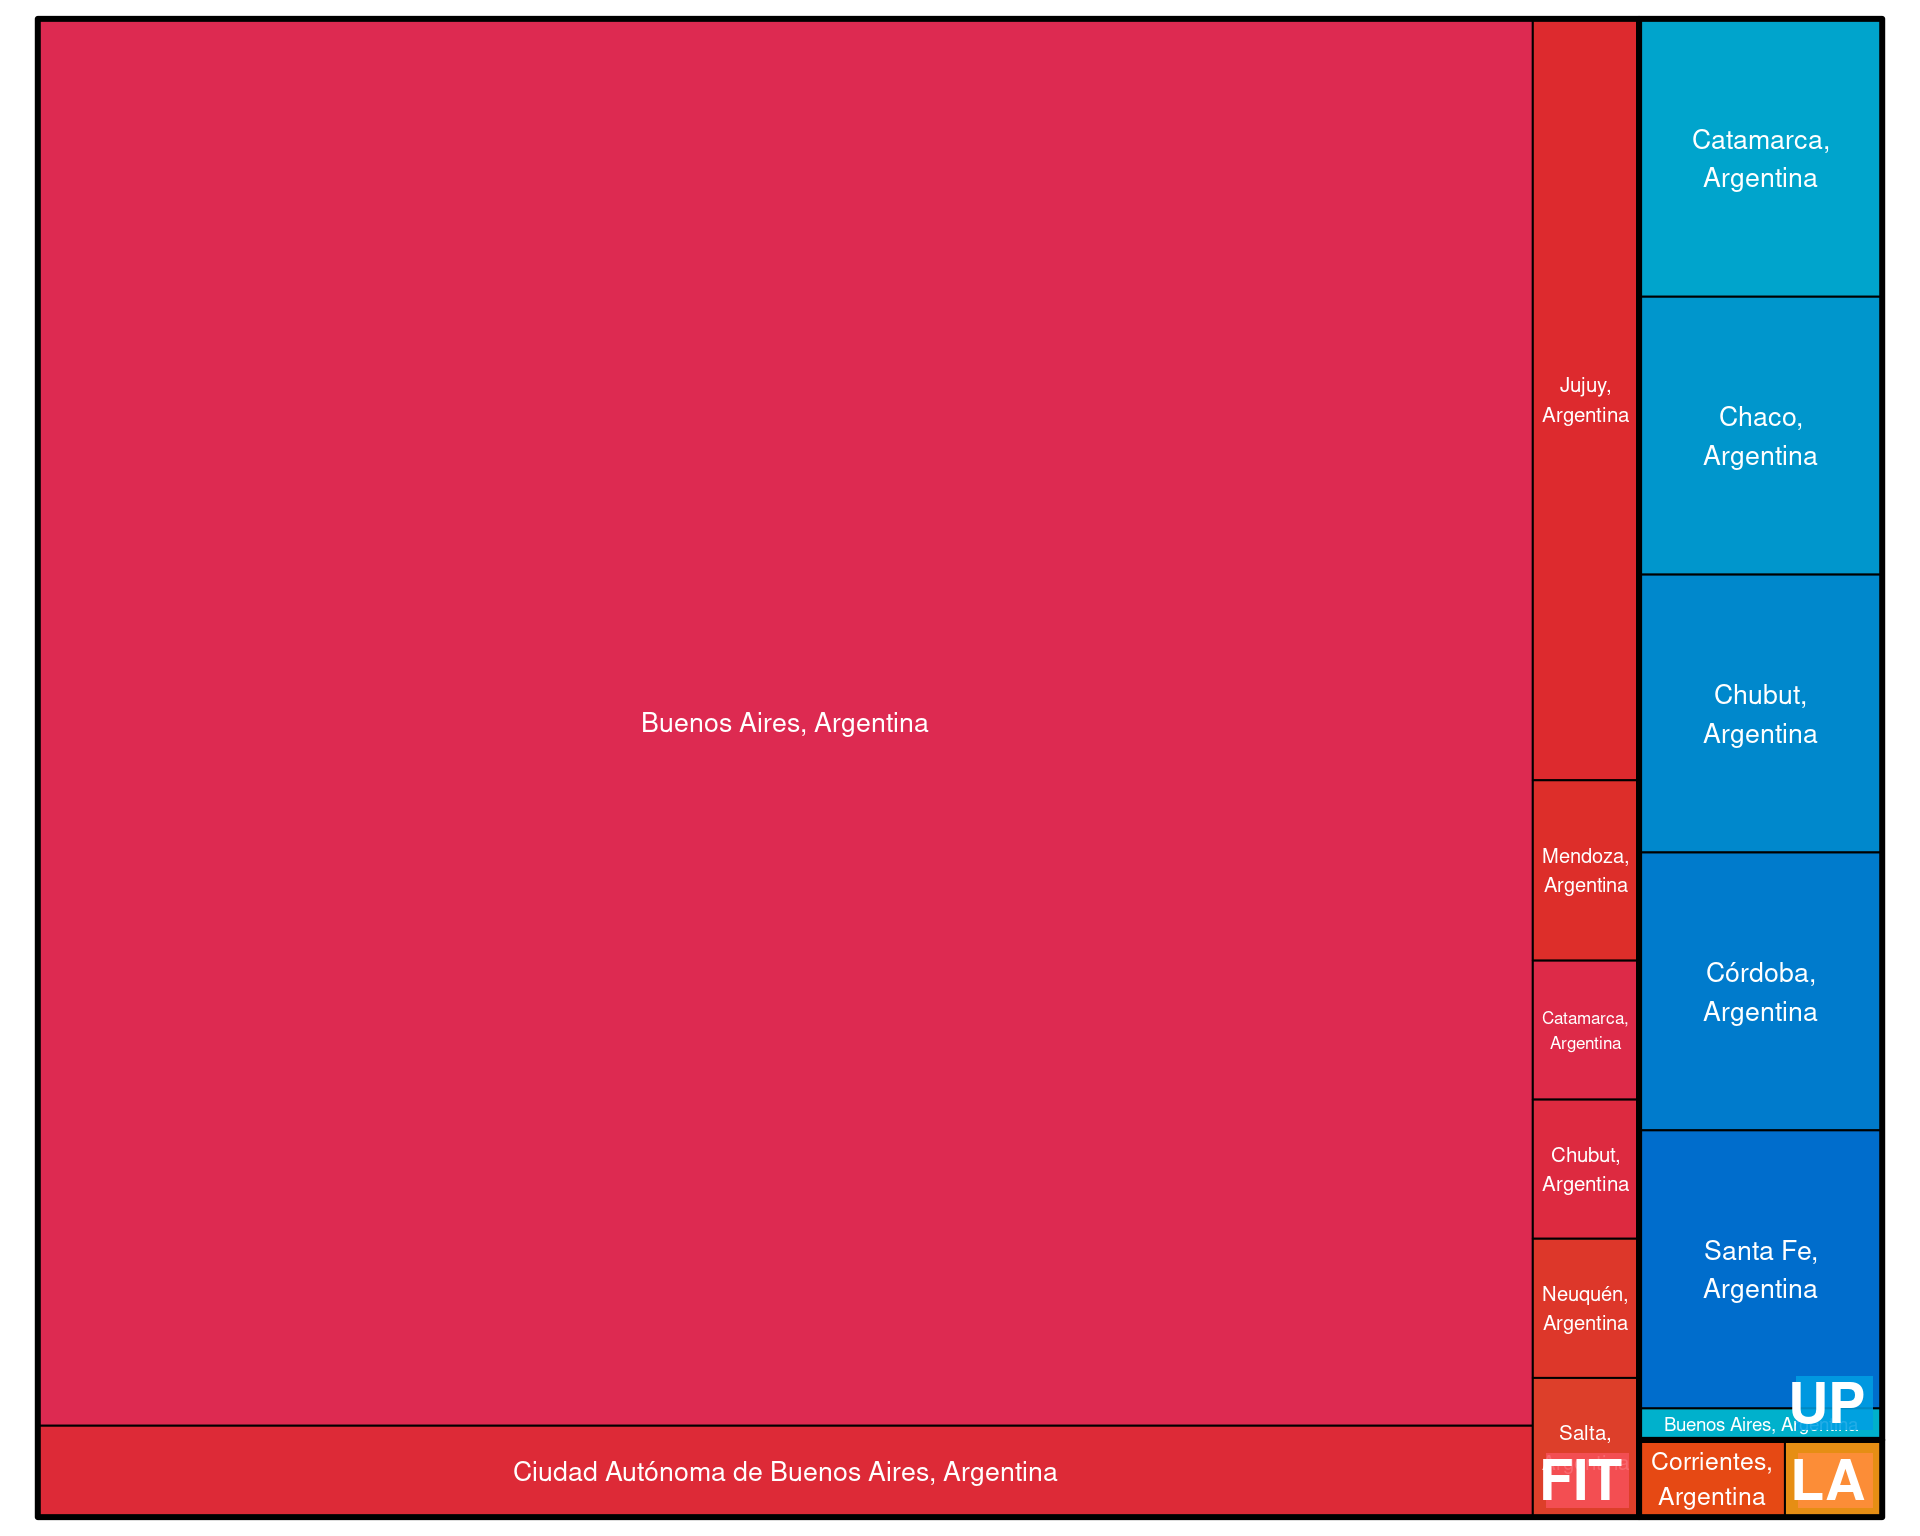 Buenos Aires, Argentina
Ciudad Autónoma de Buenos Aires, Argentina
Jujuy,
Argentina
Mendoza,
Argentina
Catamarca,
Argentina
Chubut,
Argentina
Neuquén,
Argentina
Salta,
FIT
Catamarca,
Argentina
Chaco,
Argentina
Chubut,
Argentina
Córdoba,
Argentina
Santa Fe,
Argentina
UP
Buenos Aires, Argentina
Corrientes,
Argentina
LA